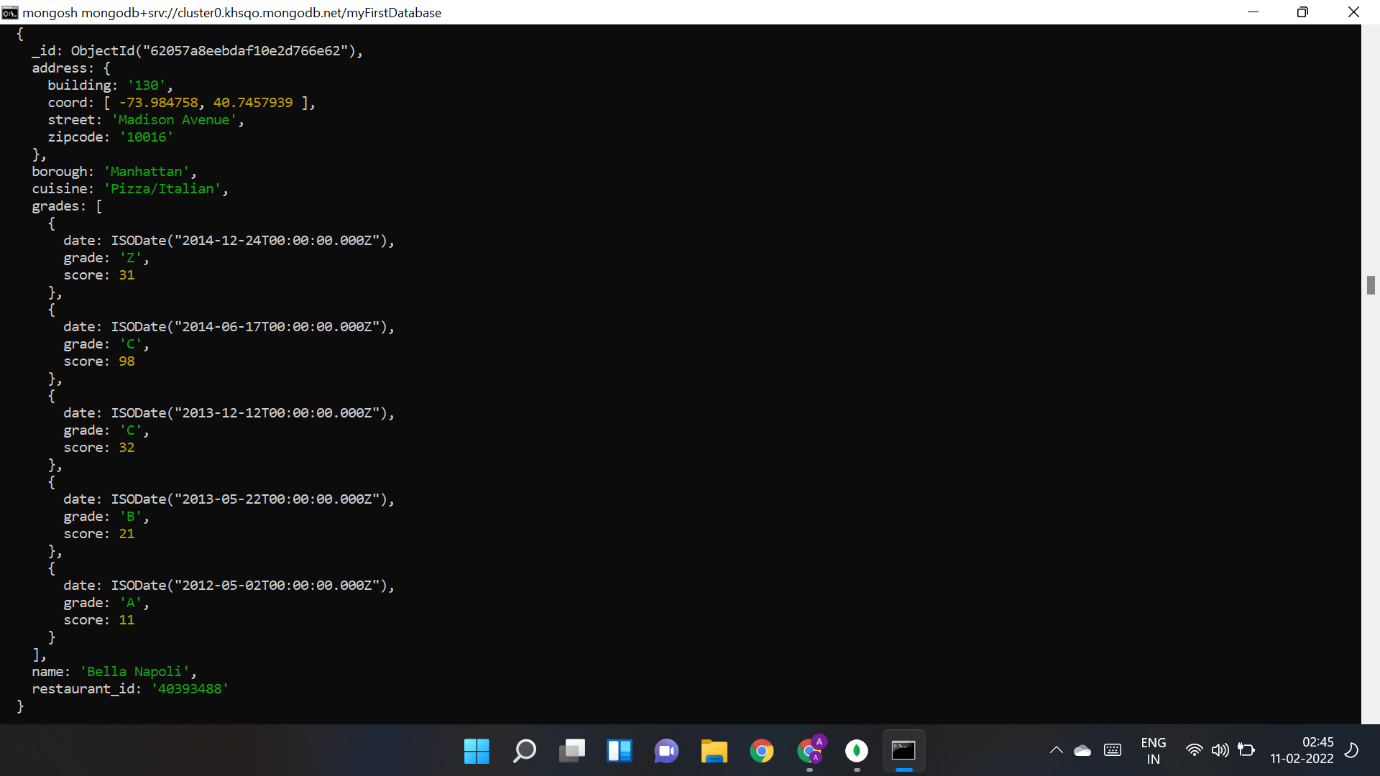 mongosh mongodb+srv://cluster0.khsqo.mongodb.net/myFirstDatabase
{
  _id: ObjectId("62057a8eebdaf10e2d766e62"),
  address: {
    building: '130',
    coord: [ -73.984758, 40.7457939 ],
    street: 'Madison Avenue',
    zipcode: '10016'
  },
  borough: 'Manhattan',
  cuisine: 'Pizza/Italian',
  grades: [
    {
      date: ISODate("2014-12-24T00:00:00.000Z"),
      grade: 'Z',
      score: 31
    },
    {
      date: ISODate("2014-06-17T00:00:00.000Z"),
      grade: 'C',
      score: 98
    },
    {
      date: ISODate("2013-12-12T00:00:00.000Z"),
      grade: 'C',
      score: 32
    },
    {
      date: ISODate("2013-05-22T00:00:00.000Z"),
      grade: 'B',
      score: 21
    },
    {
      date: ISODate("2012-05-02T00:00:00.000Z"),
      grade: 'A',
      score: 11
    }
  ],
  name: 'Bella Napoli',
  restaurant_id: '40393488'
}
A
A
ENG
IN
02:45
11-02-2022